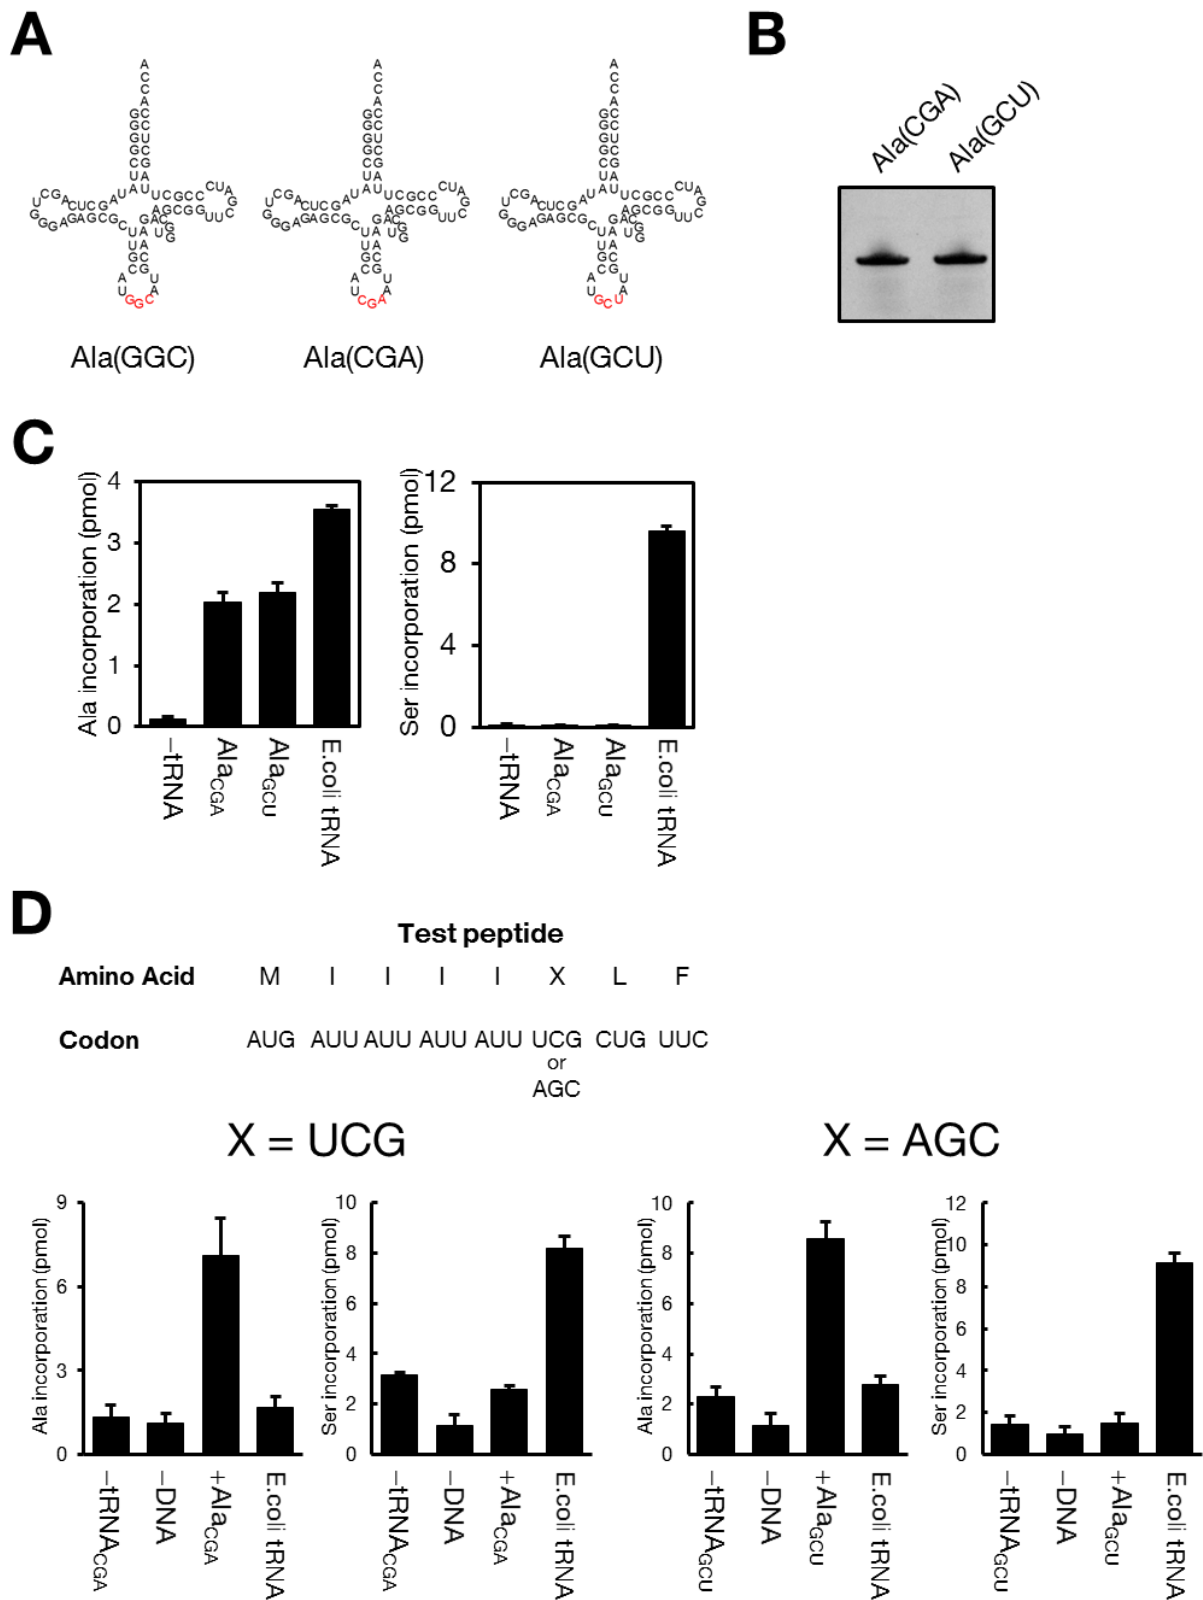 A
B
Ala(CGA)
Ala(GCU)
Ala(GGC)
Ala(CGA)
Ala(GCU)
C
Ala incorporation (pmol)
4
3
2
1
0
–tRNA
AlaCGA
AlaGCU
E.coli tRNA
Ser incorporation (pmol)
12
8
4
0
–tRNA
AlaCGA
AlaGCU
E.coli tRNA
D
Test peptide
Amino Acid M I I I I X L F
Codon AUG AUU AUU AUU AUU UCG CUG UUC
or
AGC
X = UCG
X = AGC
Ala incorporation (pmol)
9
6
3
0
–tRNACGA
–DNA
+AlaCGA
E.coli tRNA
Ser incorporation (pmol)
10
8
6
4
2
0
–tRNACGA
–DNA
+AlaCGA
E.coli tRNA
Ala incorporation (pmol)
10
8
6
4
2
0
–tRNAGCU
–DNA
+AlaGCU
E.coli tRNA
Ser incorporation (pmol)
12
10
8
6
4
2
0
–tRNAGCU
–DNA
+AlaGCU
E.coli tRNA